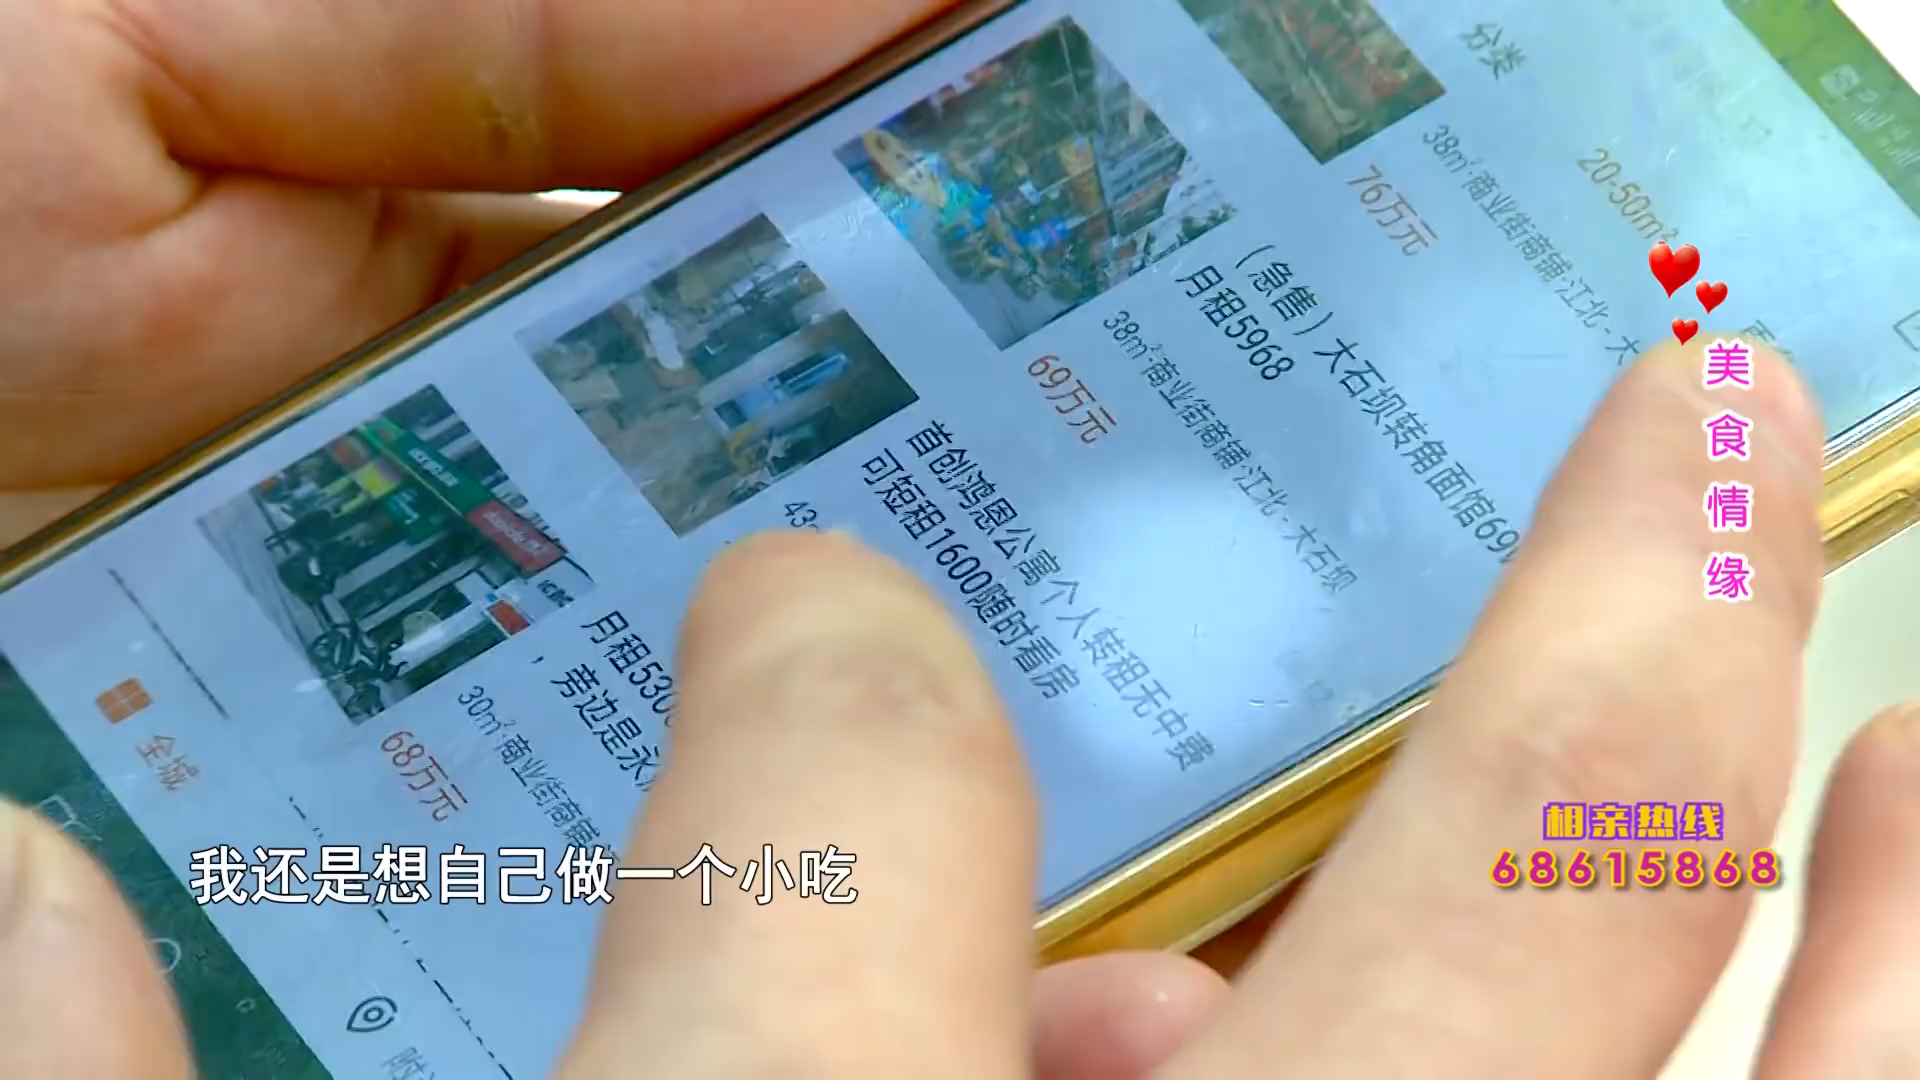 分类
20-50m²
38m² 商业街商铺·江北-大
76万元
（急售）大石坝转角面馆69
月租5968
38m² 商业街商铺·江北-大石坝
69万元
首创鸿恩公寓个人转租无中费
可短租1600随时看房
43
月租530
，旁边是永
30m² 商业街商铺
68万元
全城
附
美食情缘
相亲热线
68615868
我还是想自己做一个小吃